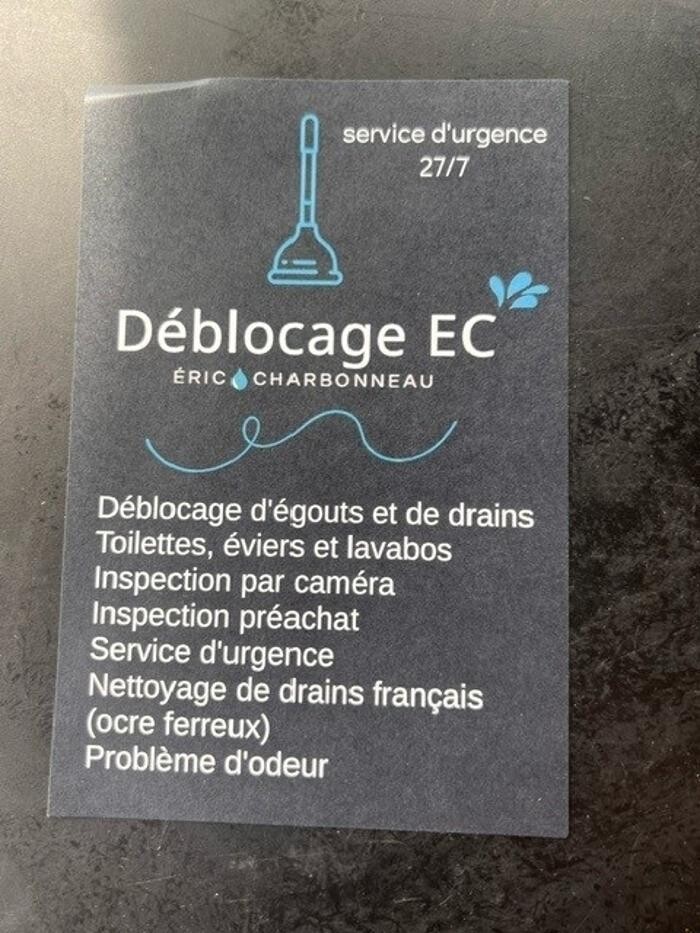 service d'urgence
27/7
Déblocage EC
ÉRIC CHARBONNEAU
Déblocage d'égouts et de drains
Toilettes, éviers et lavabos
Inspection par caméra
Inspection préachat
Service d'urgence
Nettoyage de drains français
(ocre ferreux)
Problème d'odeur